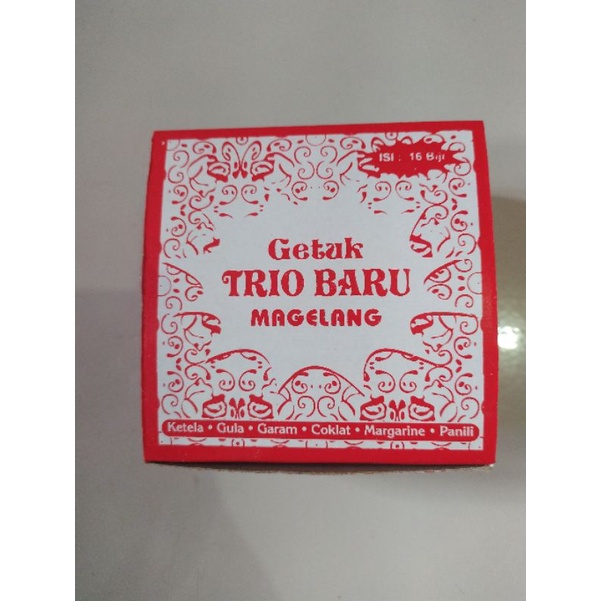 ISI : 16 Biji
Getuk
TRIO BARU
MAGELANG
Ketela • Gula • Garam • Coklat • Margarine • Panili